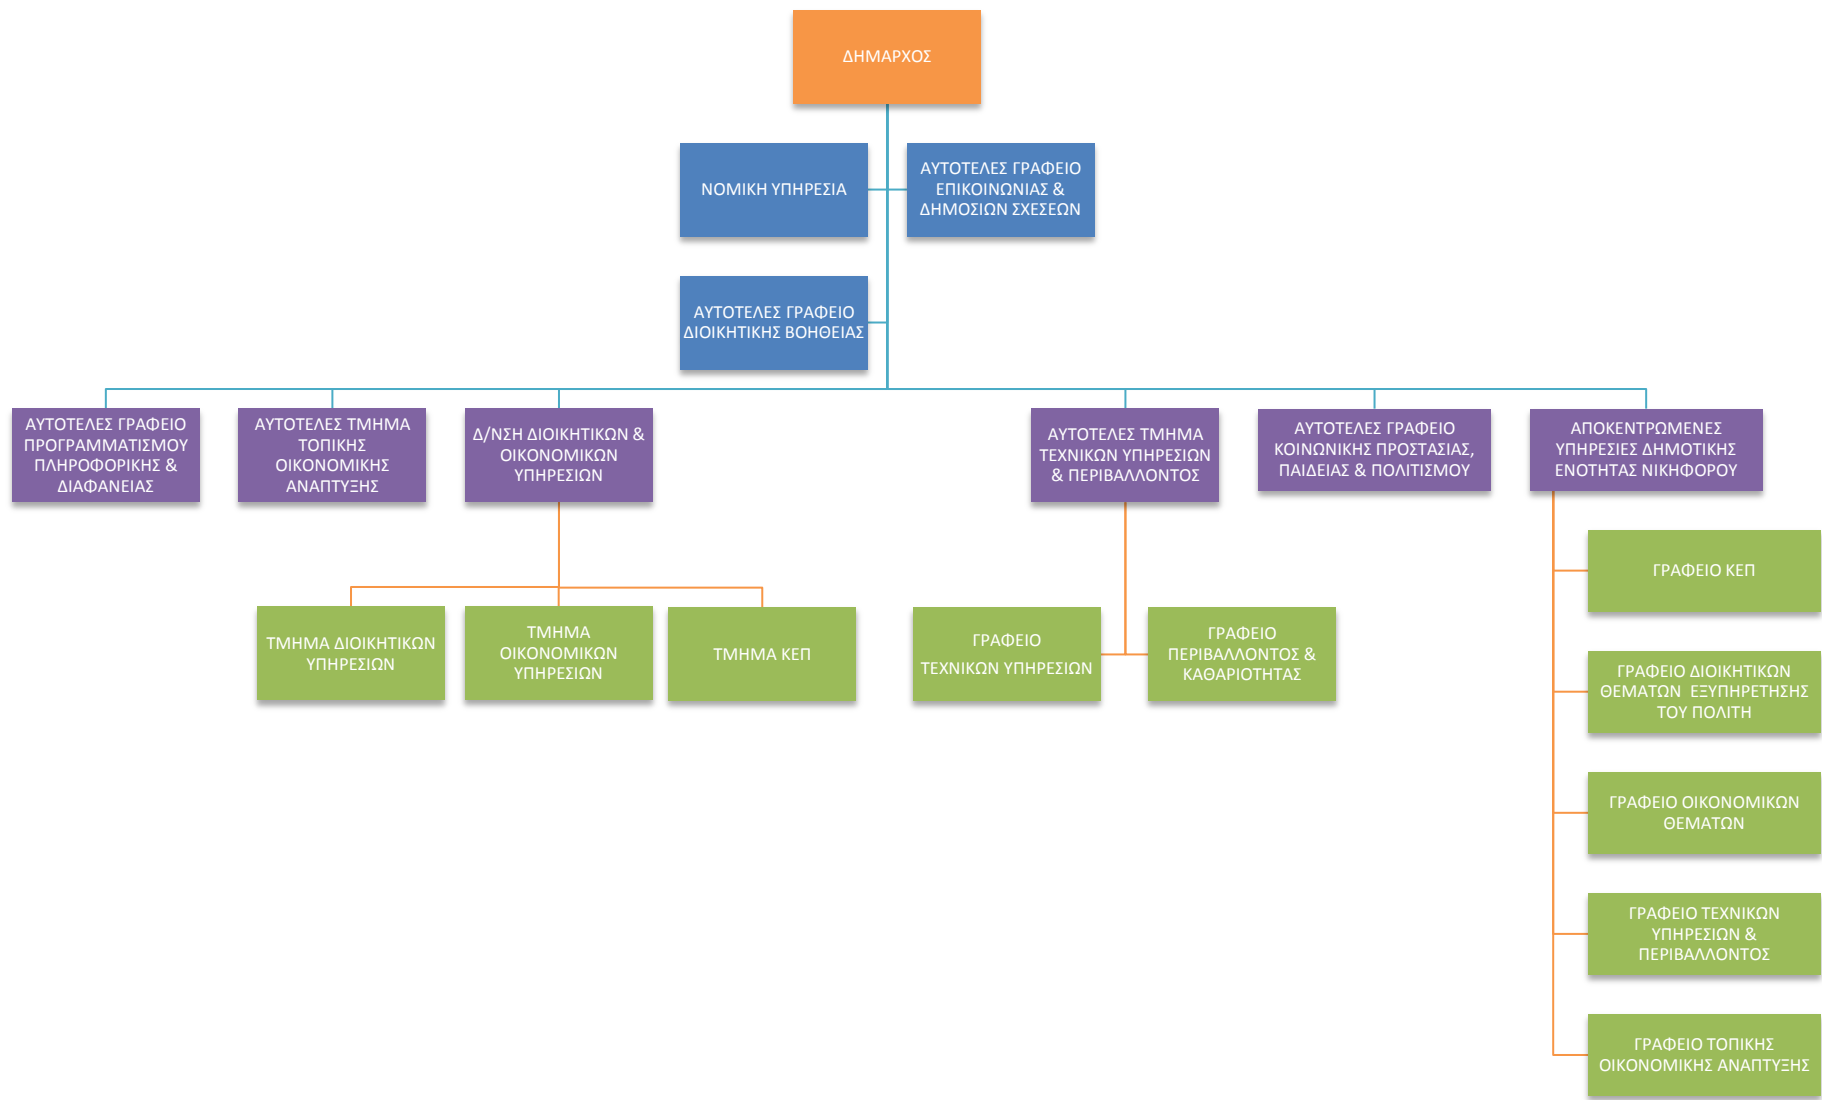 ΔΗΜΑΡΧΟΣ
ΝΟΜΙΚΗ ΥΠΗΡΕΣΙΑ
ΑΥΤΟΤΕΛΕΣ ΓΡΑΦΕΙΟ
ΕΠΙΚΟΙΝΩΝΙΑΣ &
ΔΗΜΟΣΙΩΝ ΣΧΕΣΕΩΝ
ΑΥΤΟΤΕΛΕΣ ΓΡΑΦΕΙΟ
ΔΙΟΙΚΗΤΙΚΗΣ ΒΟΗΘΕΙΑΣ
ΑΥΤΟΤΕΛΕΣ ΓΡΑΦΕΙΟ
ΠΡΟΓΡΑΜΜΑΤΙΣΜΟΥ
ΠΛΗΡΟΦΟΡΙΚΗΣ &
ΔΙΑΦΑΝΕΙΑΣ
ΑΥΤΟΤΕΛΕΣ ΤΜΗΜΑ
ΤΟΠΙΚΗΣ
ΟΙΚΟΝΟΜΙΚΗΣ
ΑΝΑΠΤΥΞΗΣ
Δ/ΝΣΗ ΔΙΟΙΚΗΤΙΚΩΝ &
ΟΙΚΟΝΟΜΙΚΩΝ
ΥΠΗΡΕΣΙΩΝ
ΑΥΤΟΤΕΛΕΣ ΤΜΗΜΑ
ΤΕΧΝΙΚΩΝ ΥΠΗΡΕΣΙΩΝ
& ΠΕΡΙΒΑΛΛΟΝΤΟΣ
ΑΥΤΟΤΕΛΕΣ ΓΡΑΦΕΙΟ
ΚΟΙΝΩΝΙΚΗΣ ΠΡΟΣΤΑΣΙΑΣ,
ΠΑΙΔΕΙΑΣ & ΠΟΛΙΤΙΣΜΟΥ
ΑΠΟΚΕΝΤΡΩΜΕΝΕΣ
ΥΠΗΡΕΣΙΕΣ ΔΗΜΟΤΙΚΗΣ
ΕΝΟΤΗΤΑΣ ΝΙΚΗΦΟΡΟΥ
ΤΜΗΜΑ ΔΙΟΙΚΗΤΙΚΩΝ
ΥΠΗΡΕΣΙΩΝ
ΤΜΗΜΑ
ΟΙΚΟΝΟΜΙΚΩΝ
ΥΠΗΡΕΣΙΩΝ
ΤΜΗΜΑ ΚΕΠ
ΓΡΑΦΕΙΟ
ΤΕΧΝΙΚΩΝ ΥΠΗΡΕΣΙΩΝ
ΓΡΑΦΕΙΟ
ΠΕΡΙΒΑΛΛΟΝΤΟΣ &
ΚΑΘΑΡΙΟΤΗΤΑΣ
ΓΡΑΦΕΙΟ ΚΕΠ
ΓΡΑΦΕΙΟ ΔΙΟΙΚΗΤΙΚΩΝ
ΘΕΜΑΤΩΝ  ΕΞΥΠΗΡΕΤΗΣΗΣ
ΤΟΥ ΠΟΛΙΤΗ
ΓΡΑΦΕΙΟ ΟΙΚΟΝΟΜΙΚΩΝ
ΘΕΜΑΤΩΝ
ΓΡΑΦΕΙΟ ΤΕΧΝΙΚΩΝ
ΥΠΗΡΕΣΙΩΝ &
ΠΕΡΙΒΑΛΛΟΝΤΟΣ
ΓΡΑΦΕΙΟ ΤΟΠΙΚΗΣ
ΟΙΚΟΝΟΜΙΚΗΣ ΑΝΑΠΤΥΞΗΣ